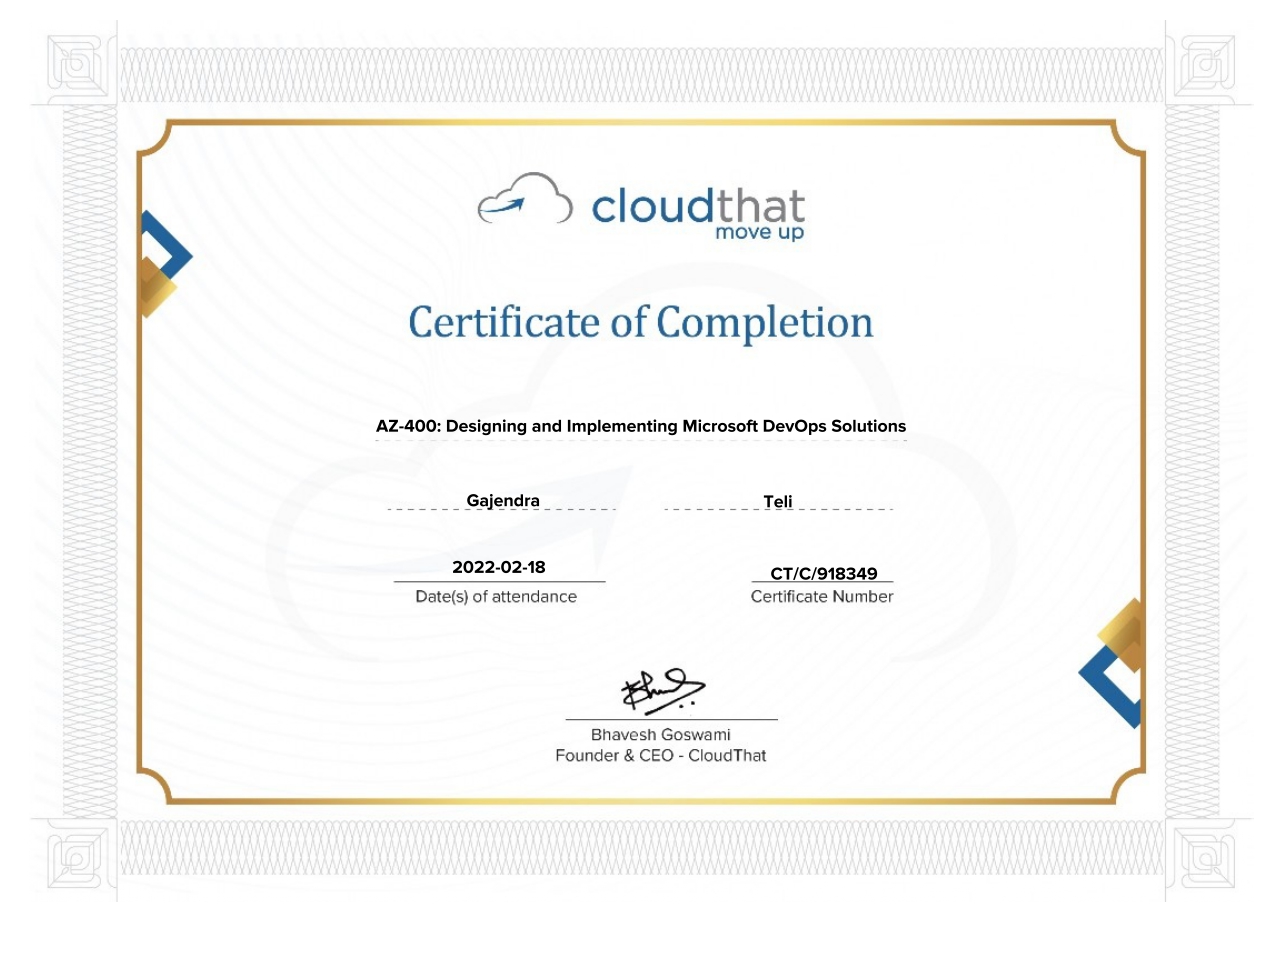 cloudthat
move up
Certificate of Completion
AZ-400: Designing and Implementing Microsoft DevOps Solutions
Gajendra Teli
2022-02-18 CT/C/918349
Date(s) of attendance Certificate Number
Bhavesh Goswami
Founder & CEO - CloudThat